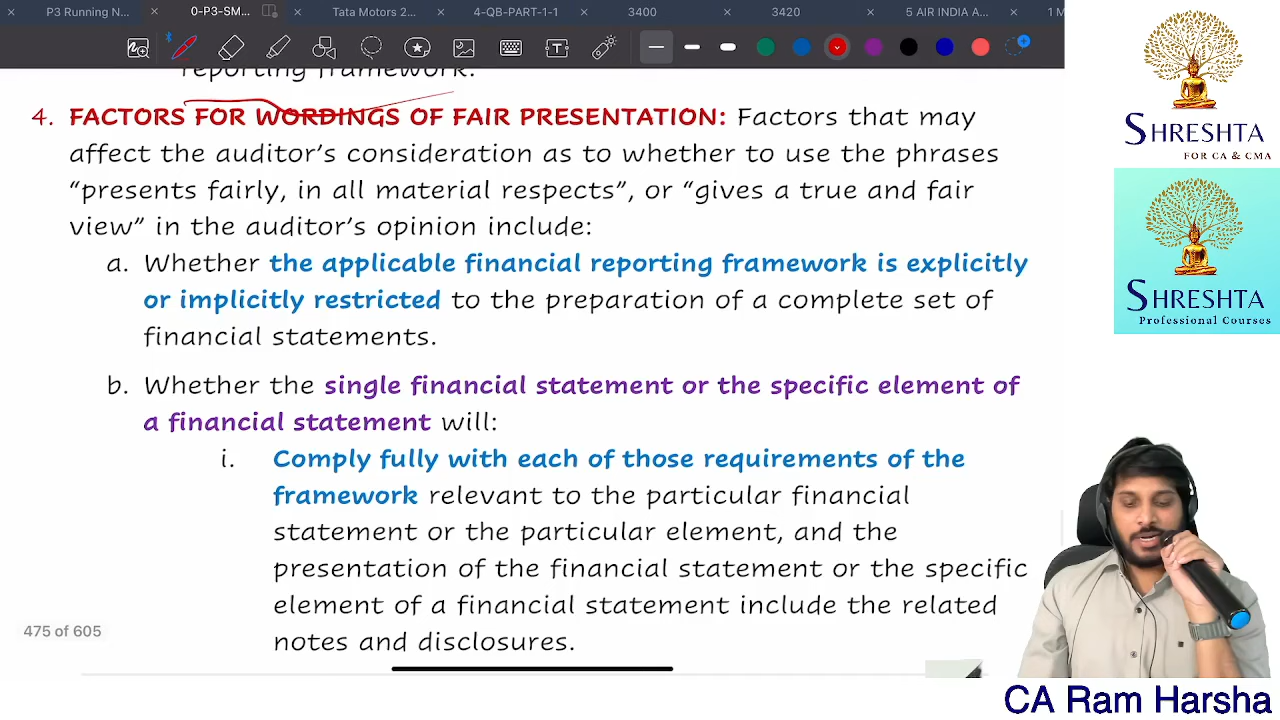 P3 Running N...
0-P3-SM...
Tata Motors 2...
4-QB-PART-1-1
3400
3420
5 AIR INDIA A...
1 M
reporting framework.
4. FACTORS FOR WORDINGS OF FAIR PRESENTATION: Factors that may
affect the auditor's consideration as to whether to use the phrases
"presents fairly, in all material respects", or "gives a true and fair
view" in the auditor's opinion include:
a. Whether the applicable financial reporting framework is explicitly
or implicitly restricted to the preparation of a complete set of
financial statements.
b. Whether the single financial statement or the specific element of
a financial statement will:
i. Comply fully with each of those requirements of the
framework relevant to the particular financial
statement or the particular element, and the
presentation of the financial statement or the specific
element of a financial statement include the related
notes and disclosures.
475 of 605
SHRESHTA
FOR CA & CMA
SHRESHTA
Professional Courses
CA Ram Harsha